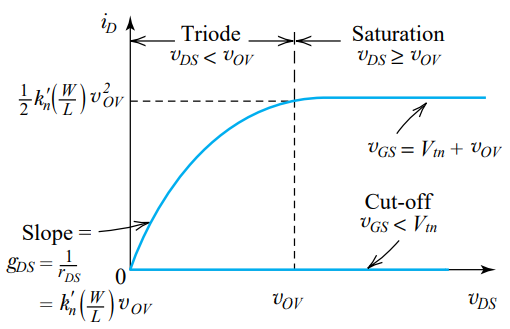 i_D
Triode
v_DS < v_OV
Saturation
v_DS ≥ v_OV
½ k′_n (W/L) v²_OV
v_GS = V_tn + v_OV
Cut-off
v_GS < V_tn
Slope =
g_DS = 1/r_DS
= k′_n (W/L) v_OV
0
v_OV
v_DS